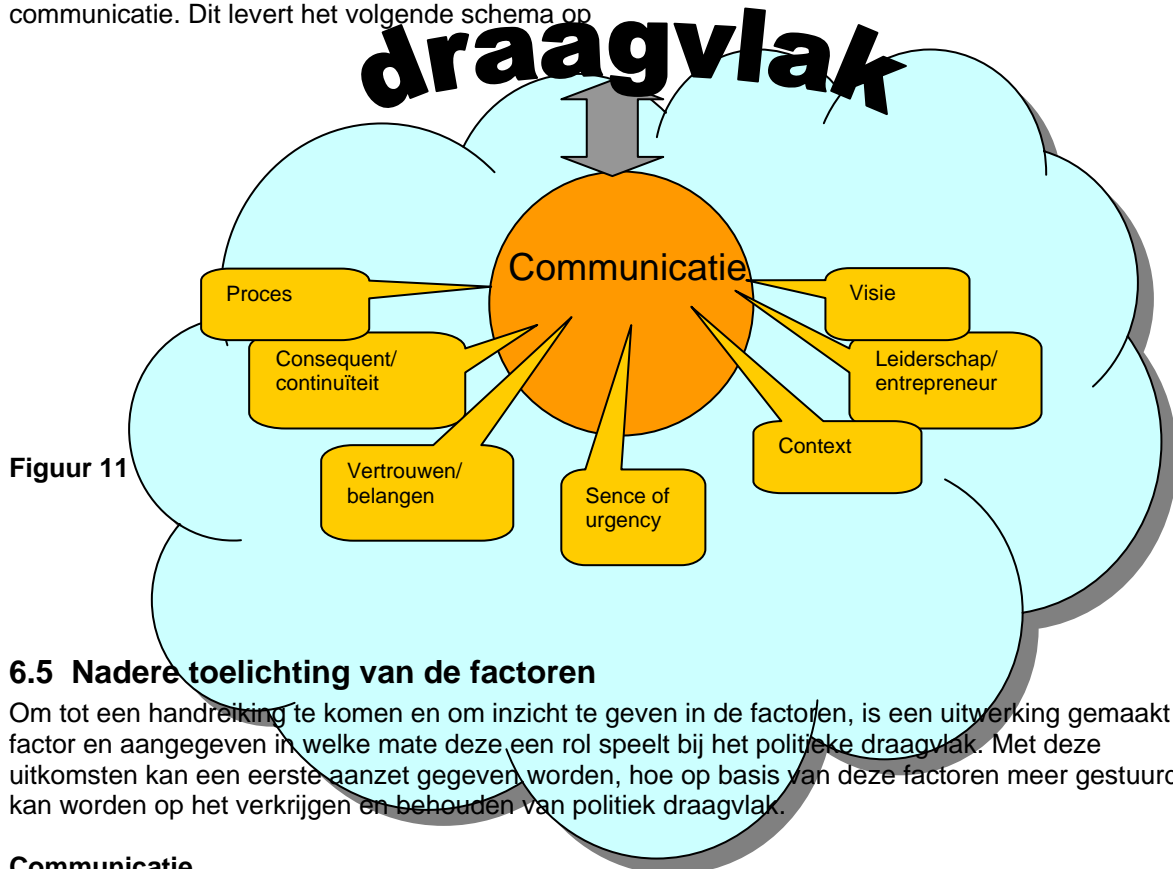 communicatie. Dit levert het volgende schema op
draagvlak
Communicatie
Proces
Visie
Consequent/
continuïteit
Leiderschap/
entrepreneur
Context
Vertrouwen/
belangen
Sence of
urgency
Figuur 11
6.5 Nadere toelichting van de factoren
Om tot een handreiking te komen en om inzicht te geven in de factoren, is een uitwerking gemaakt
factor en aangegeven in welke mate deze een rol speelt bij het politieke draagvlak. Met deze
uitkomsten kan een eerste aanzet gegeven worden, hoe op basis van deze factoren meer gestuurd
kan worden op het verkrijgen en behouden van politiek draagvlak.
Communicatie